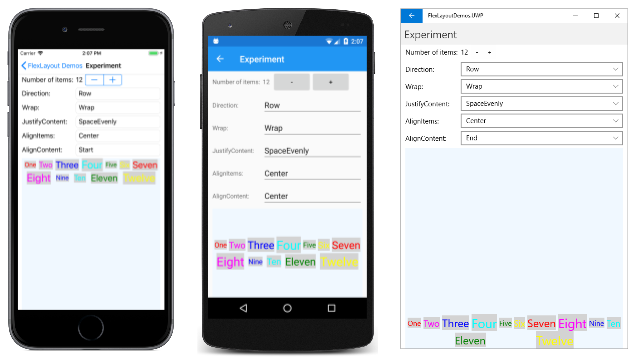 Carrier 2:07 PM
FlexLayout Demos Experiment
Number of items: 12 - +
Direction: Row
Wrap: Wrap
JustifyContent: SpaceEvenly
AlignItems: Center
AlignContent: Start
One Two Three Four Five Six Seven
Eight Nine Ten Eleven Twelve
2:07
Experiment
Number of items: 12 - +
Direction: Row
Wrap: Wrap
JustifyContent: SpaceEvenly
AlignItems: Center
AlignContent: Center
One Two Three Four Five Six Seven
Eight Nine Ten Eleven Twelve
FlexLayoutDemos.UWP
Experiment
Number of items: 12 - +
Direction: Row
Wrap: Wrap
JustifyContent: SpaceEvenly
AlignItems: Center
AlignContent: End
One Two Three Four Five Six Seven Eight Nine Ten
Eleven Twelve